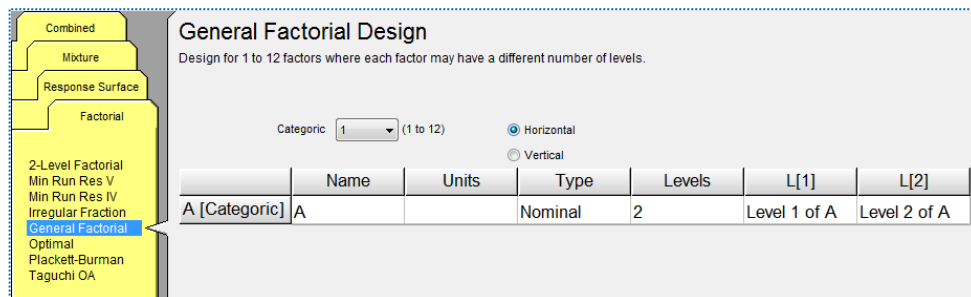 Combined
Mixture
Response Surface
Factorial
2-Level Factorial
Min Run Res V
Min Run Res IV
Irregular Fraction
General Factorial
Optimal
Plackett-Burman
Taguchi OA
General Factorial Design
Design for 1 to 12 factors where each factor may have a different number of levels.
Categoric 1 (1 to 12) Horizontal
Vertical
Name Units Type Levels L[1] L[2]
A [Categoric] A Nominal 2 Level 1 of A Level 2 of A